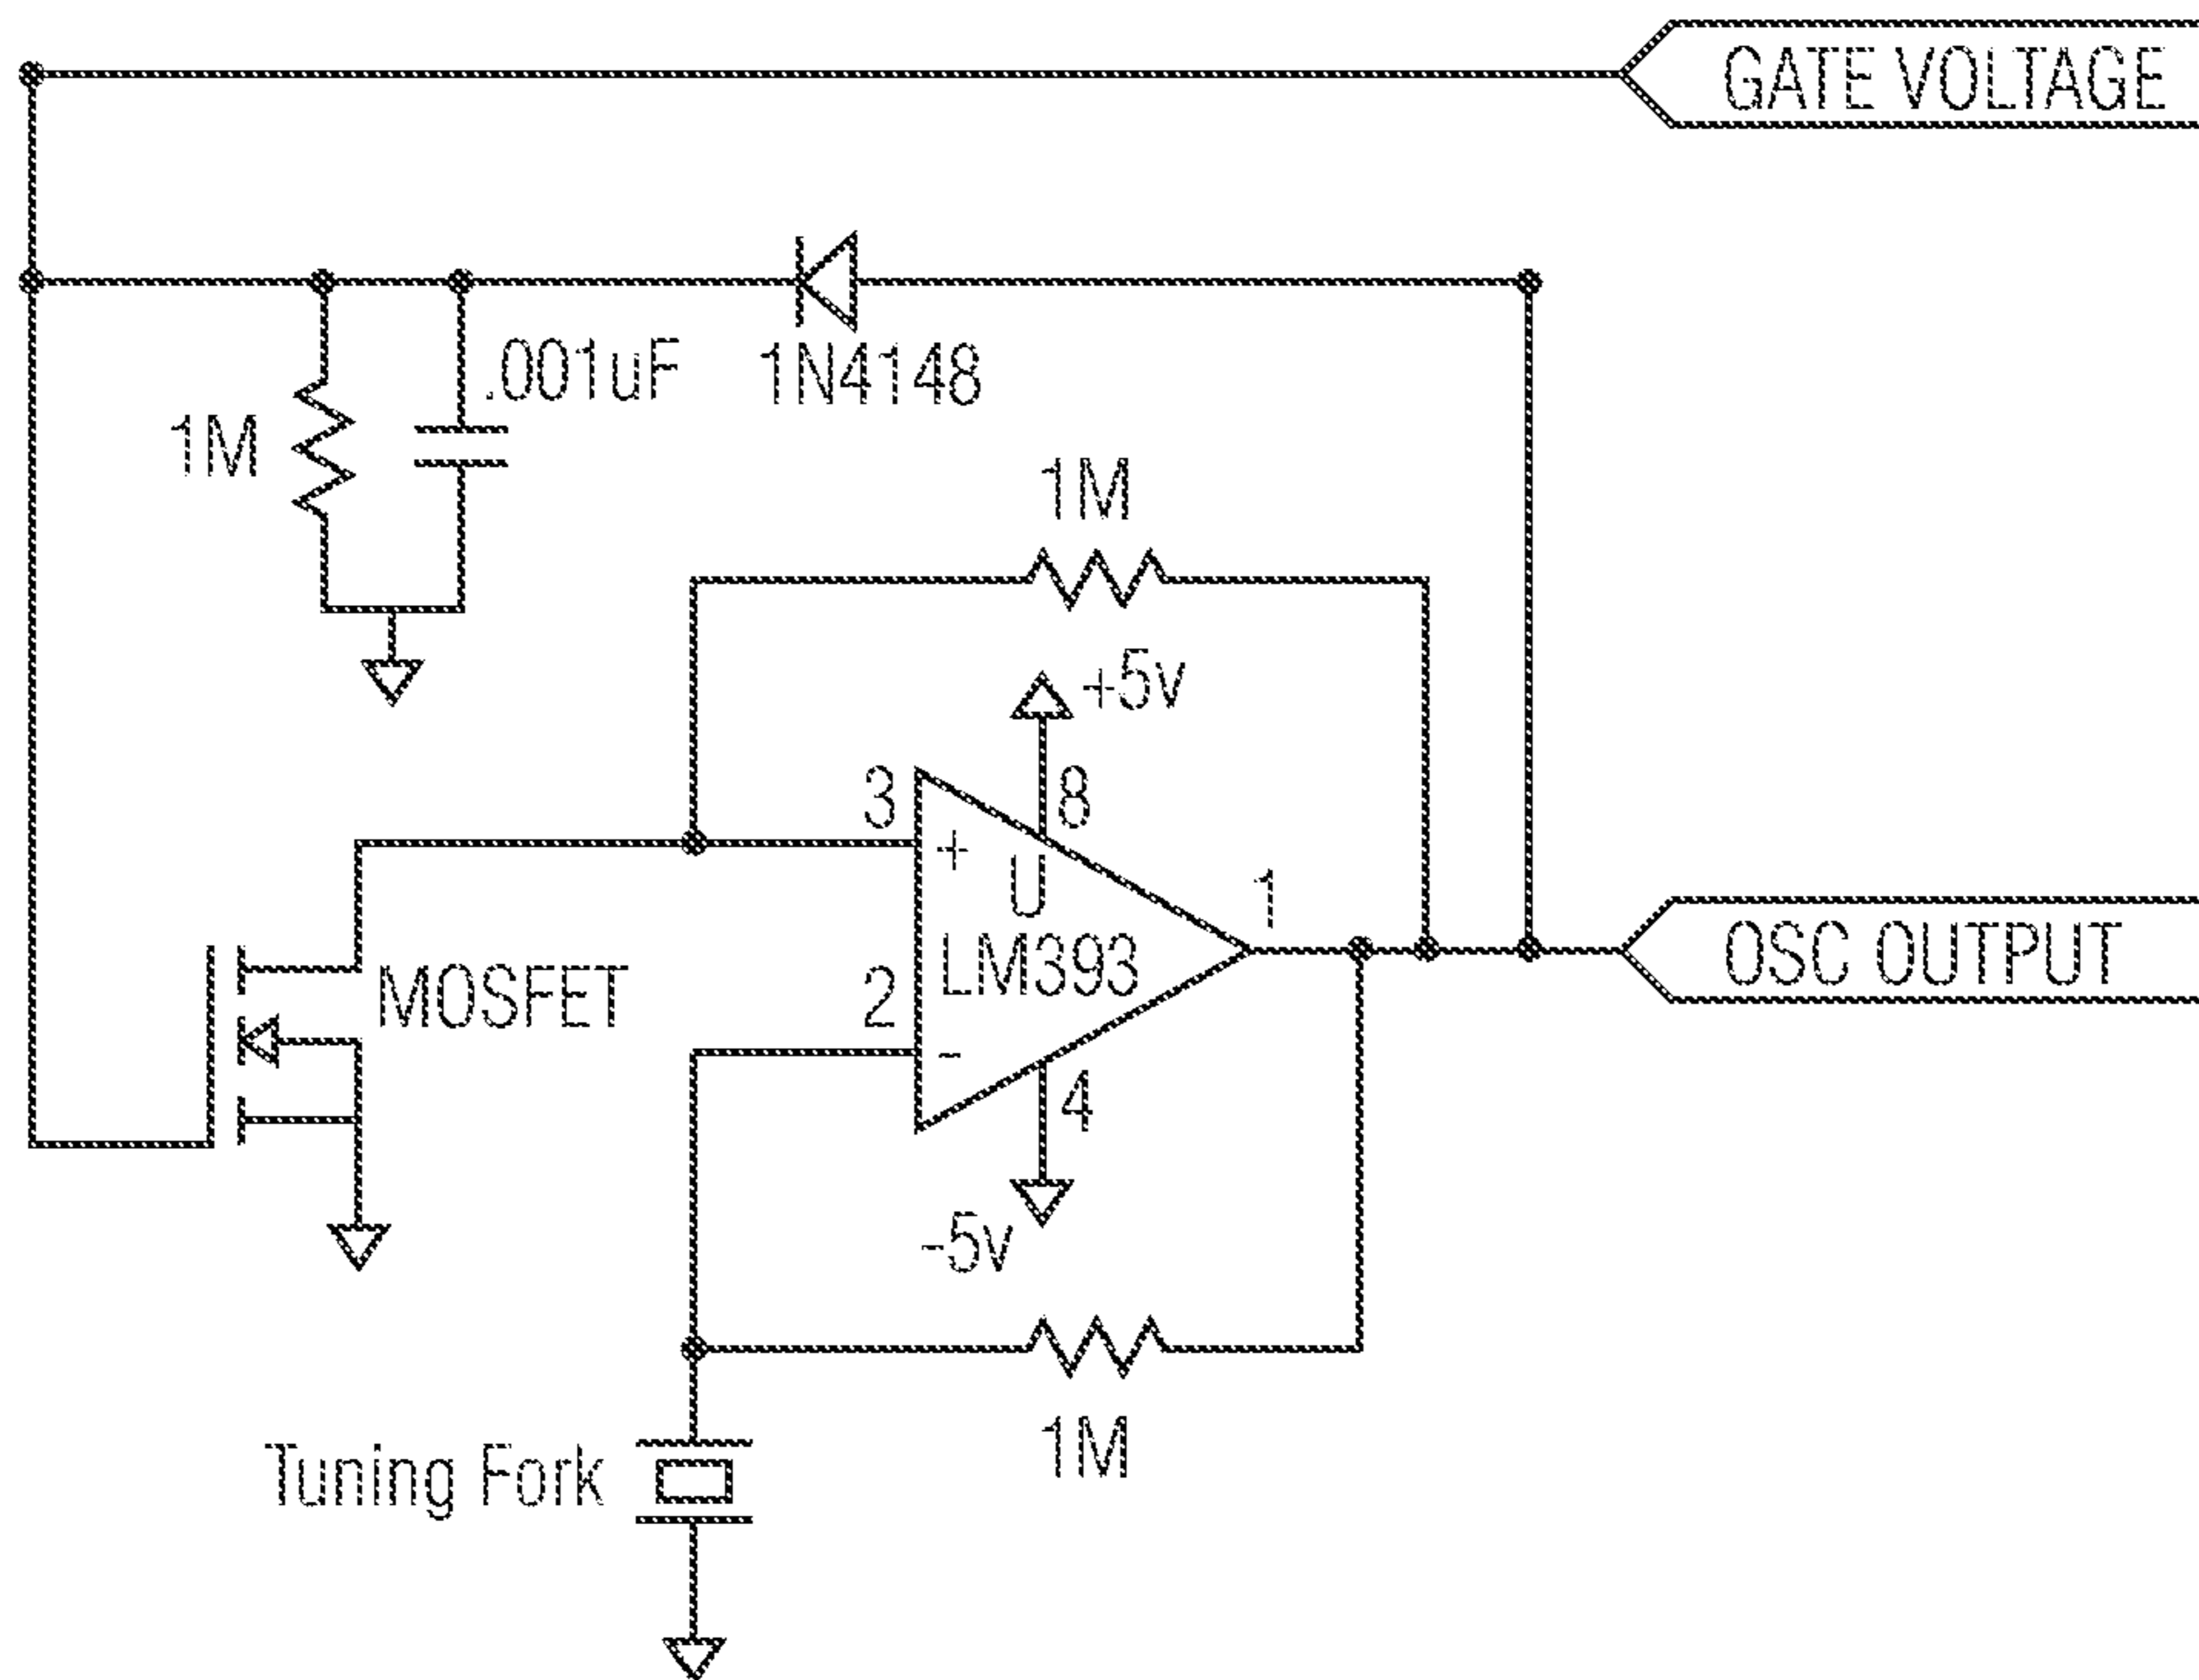 GATE VOLTAGE
.001uF
1N4148
1M
1M
+5v
3
8
+
U
1
LM393
OSC OUTPUT
MOSFET
2
-
4
-5v
Tuning Fork
1M